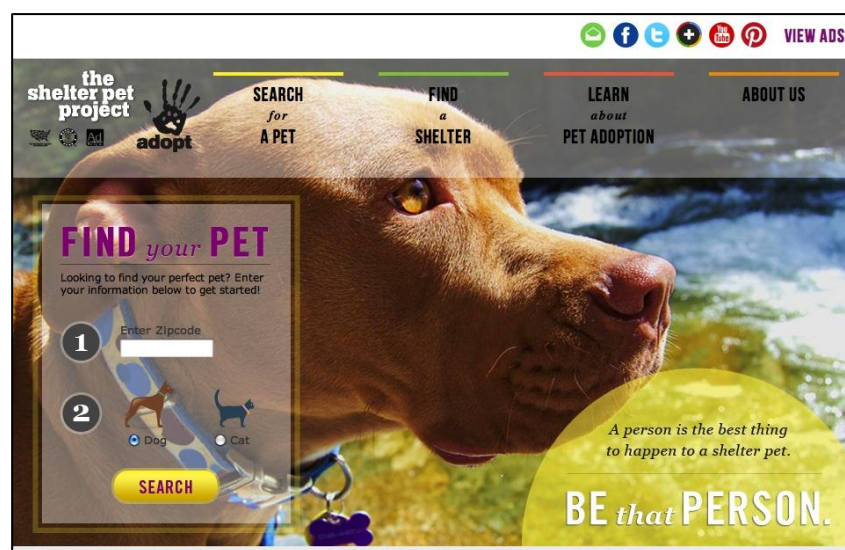 VIEW ADS
the
shelter pet
project
adopt
Ad
SEARCH
for
A PET
FIND
a
SHELTER
LEARN
about
PET ADOPTION
ABOUT US
FIND your PET
Looking to find your perfect pet? Enter
your information below to get started!
1
Enter Zipcode
2
Dog
Cat
SEARCH
A person is the best thing
to happen to a shelter pet.
BE that PERSON.